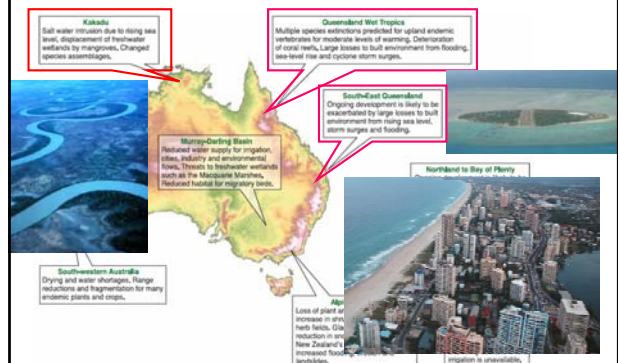 Kakadu
Salt water intrusion due to rising sea
level, displacement of freshwater
wetlands by mangroves. Changed
species assemblages.
Queensland Wet Tropics
Multiple species extinctions predicted for upland endemic
vertebrates for moderate levels of warming. Deterioration
of coral reefs. Large losses to built environment from flooding,
sea-level rise and cyclone storm surges.
South-East Queensland
Ongoing development is likely to be
exacerbated by large losses to built
environment from rising sea level,
storm surges and flooding.
Murray-Darling Basin
Reduced water supply for irrigation,
cities, industry and environmental
flows. Threats to freshwater wetlands
such as the Macquarie Marshes.
Reduced habitat for migratory birds.
Northland to Bay of Plenty
South-western Australia
Drying and water shortages. Range
reductions and fragmentation for many
endemic plants and crops.
Loss of plant
increase in
herb fields.
reduction in
New Zealand's
increased
landslides.
irrigation is unavailable.